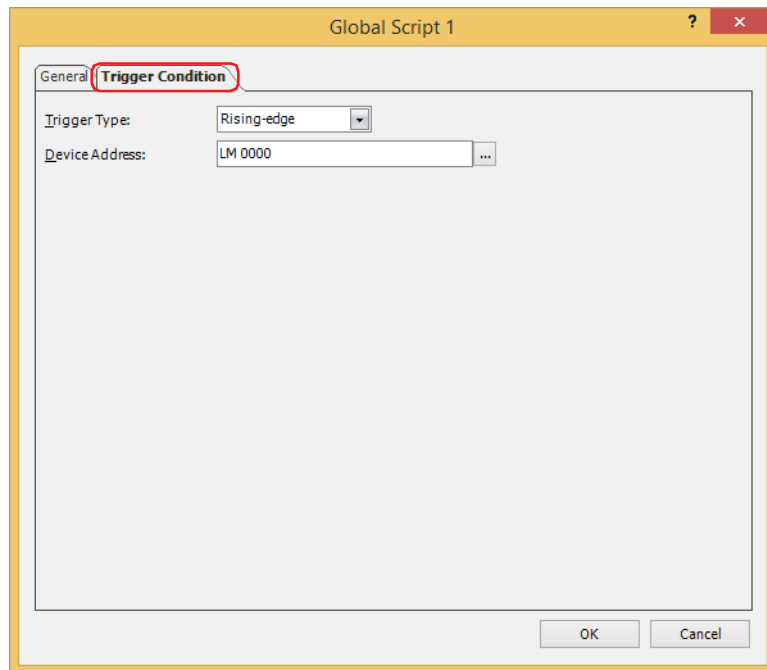 Global Script 1 ? ×
General Trigger Condition
Trigger Type: Rising-edge
Device Address: LM 0000 ...
OK Cancel